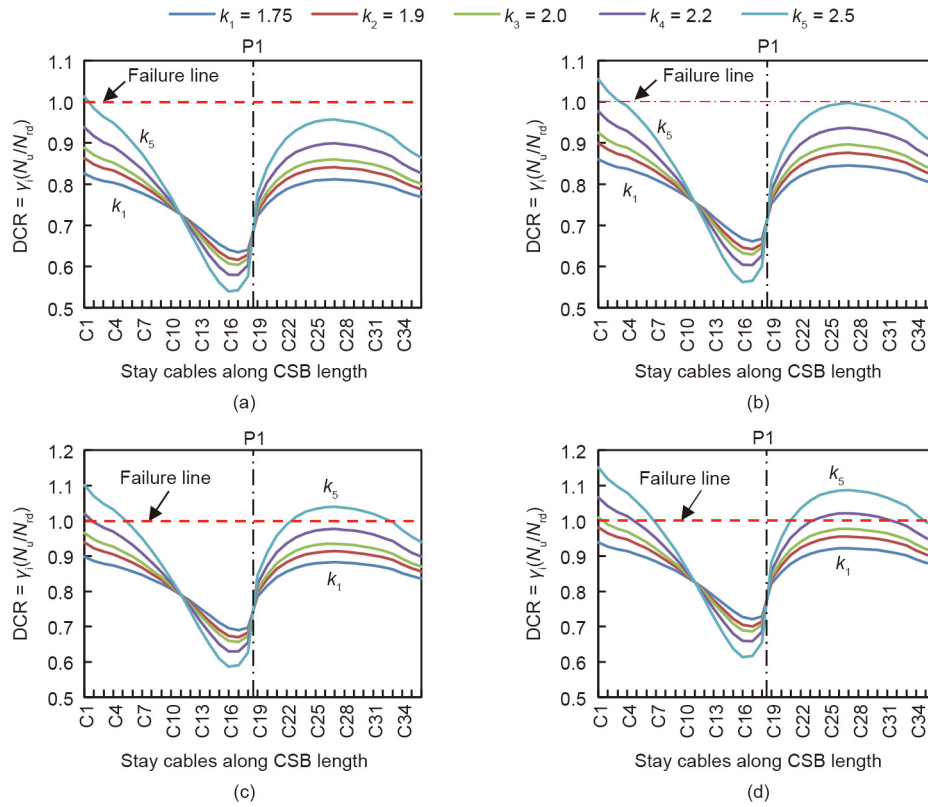 k1 = 1.75 k2 = 1.9 k3 = 2.0 k4 = 2.2 k5 = 2.5
P1
1.1
1.0
0.9
0.8
0.7
0.6
0.5
Failure line
k5
k1
DCR = γi(Nu/Nrd)
C1 C4 C7 C10 C13 C16 C19 C22 C25 C28 C31 C34
Stay cables along CSB length
(a)
P1
1.1
1.0
0.9
0.8
0.7
0.6
0.5
Failure line
k5
k1
DCR = γi(Nu/Nrd)
C1 C4 C7 C10 C13 C16 C19 C22 C25 C28 C31 C34
Stay cables along CSB length
(b)
P1
1.2
1.1
1.0
0.9
0.8
0.7
0.6
0.5
Failure line
k5
k1
DCR = γi(Nu/Nrd)
C1 C4 C7 C10 C13 C16 C19 C22 C25 C28 C31 C34
Stay cables along CSB length
(c)
P1
1.2
1.1
1.0
0.9
0.8
0.7
0.6
0.5
Failure line
k5
k1
DCR = γi(Nu/Nrd)
C1 C4 C7 C10 C13 C16 C19 C22 C25 C28 C31 C34
Stay cables along CSB length
(d)